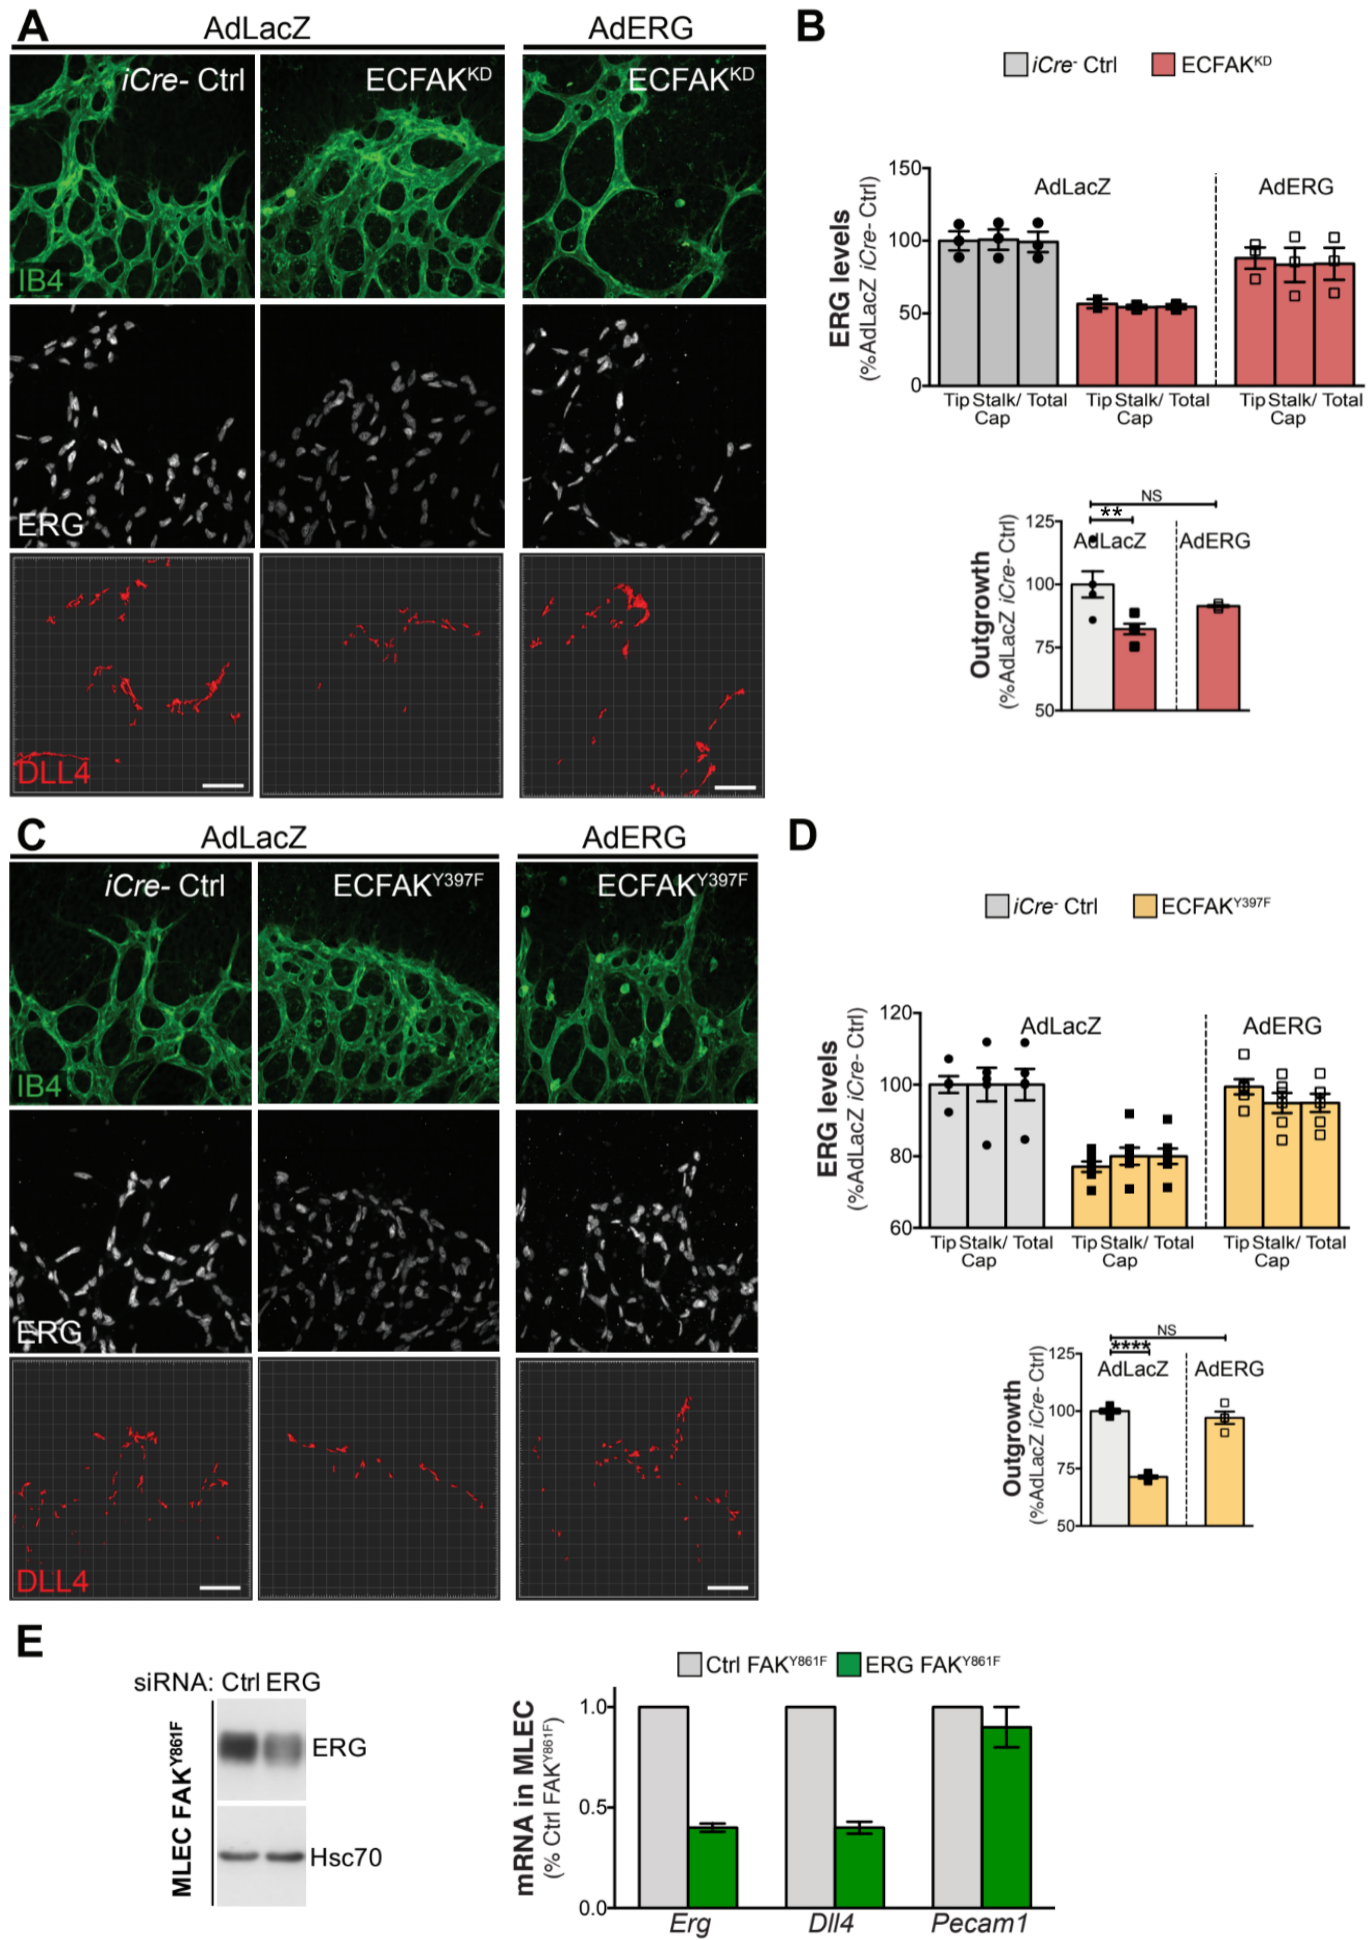 A
AdLacZ
AdERG
iCre- Ctrl
ECFAKKD
ECFAKKD
IB4
ERG
DLL4
B
iCre- Ctrl
ECFAKKD
ERG levels
(%AdLacZ iCre- Ctrl)
150
100
50
0
AdLacZ
AdERG
Tip Stalk/ Total
Cap
Tip Stalk/ Total
Cap
Tip Stalk/ Total
Cap
Outgrowth
(%AdLacZ iCre- Ctrl)
125
100
75
50
NS
**
AdLacZ
AdERG
C
AdLacZ
AdERG
iCre- Ctrl
ECFAKY397F
ECFAKY397F
IB4
ERG
DLL4
D
iCre- Ctrl
ECFAKY397F
ERG levels
(%AdLacZ iCre- Ctrl)
120
100
80
60
AdLacZ
AdERG
Tip Stalk/ Total
Cap
Tip Stalk/ Total
Cap
Tip Stalk/ Total
Cap
Outgrowth
(%AdLacZ iCre- Ctrl)
125
100
75
50
NS
****
AdLacZ
AdERG
E
siRNA: Ctrl ERG
MLEC FAKY861F
ERG
Hsc70
Ctrl FAKY861F
ERG FAKY861F
mRNA in MLEC
(% Ctrl FAKY861F)
1.0
0.5
0.0
Erg
Dll4
Pecam1